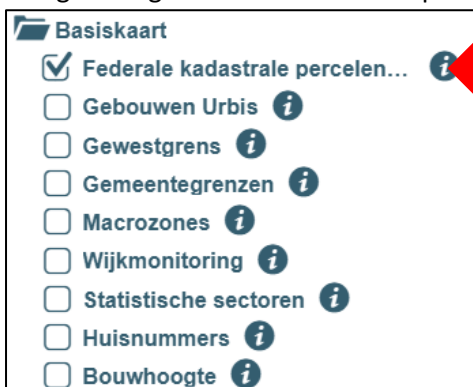 Basiskaart
Federale kadastrale percelen...
Gebouwen Urbis
Gewestgrens
Gemeentegrenzen
Macrozones
Wijkmonitoring
Statistische sectoren
Huisnummers
Bouwhoogte